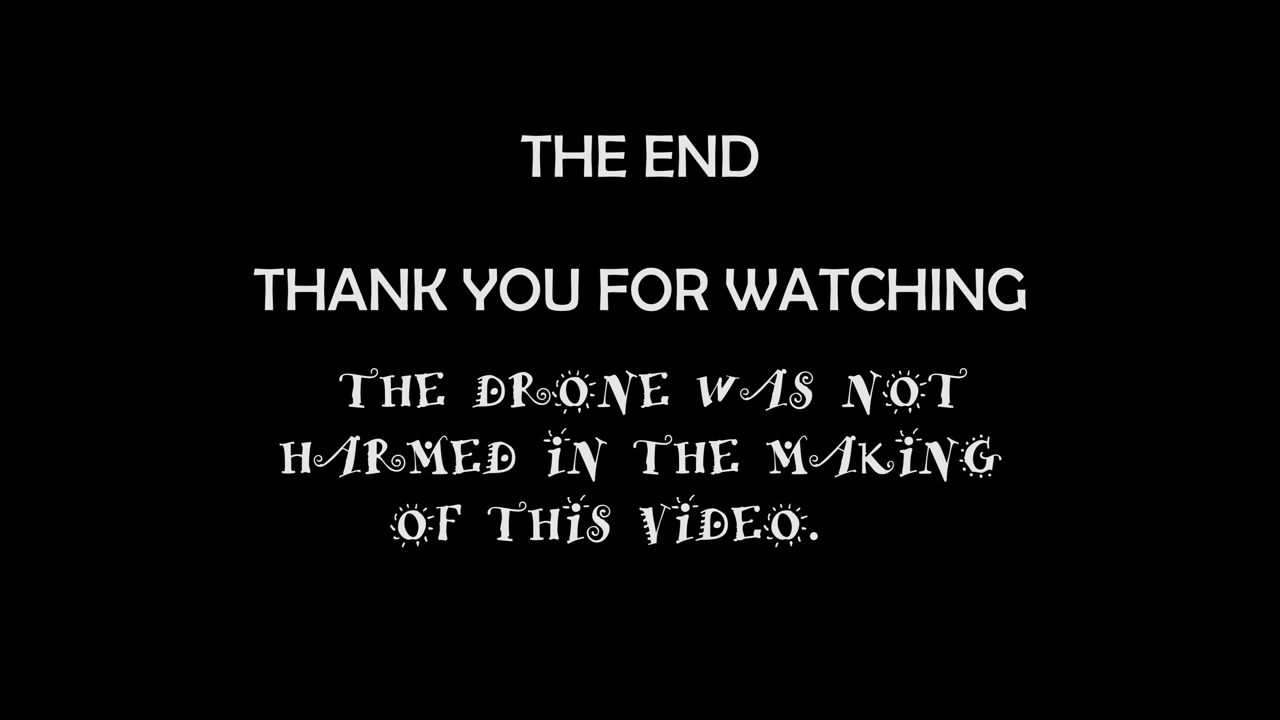 THE END
THANK YOU FOR WATCHING
THE DRONE WAS NOT
HARMED IN THE MAKING
OF THIS VIDEO.